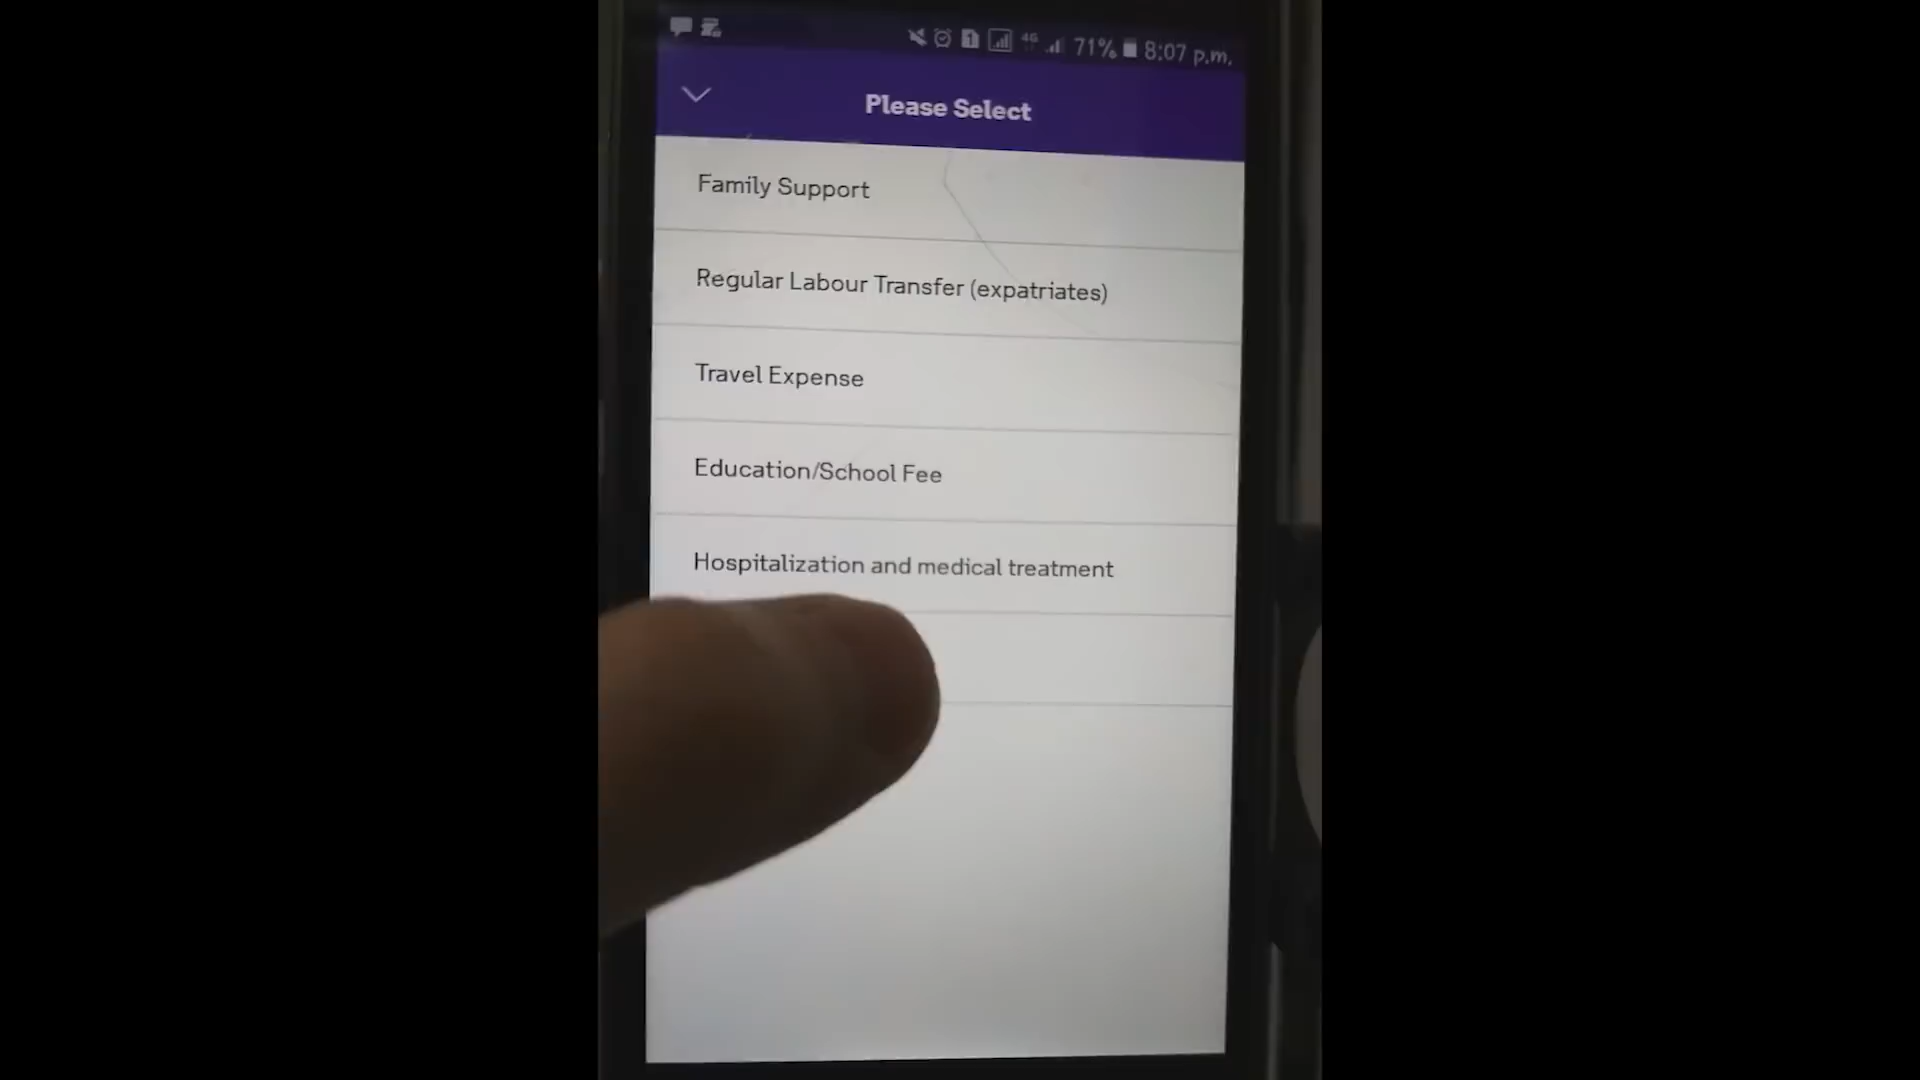 4G 71% 8:07 p.m.
Please Select
Family Support
Regular Labour Transfer (expatriates)
Travel Expense
Education/School Fee
Hospitalization and medical treatment